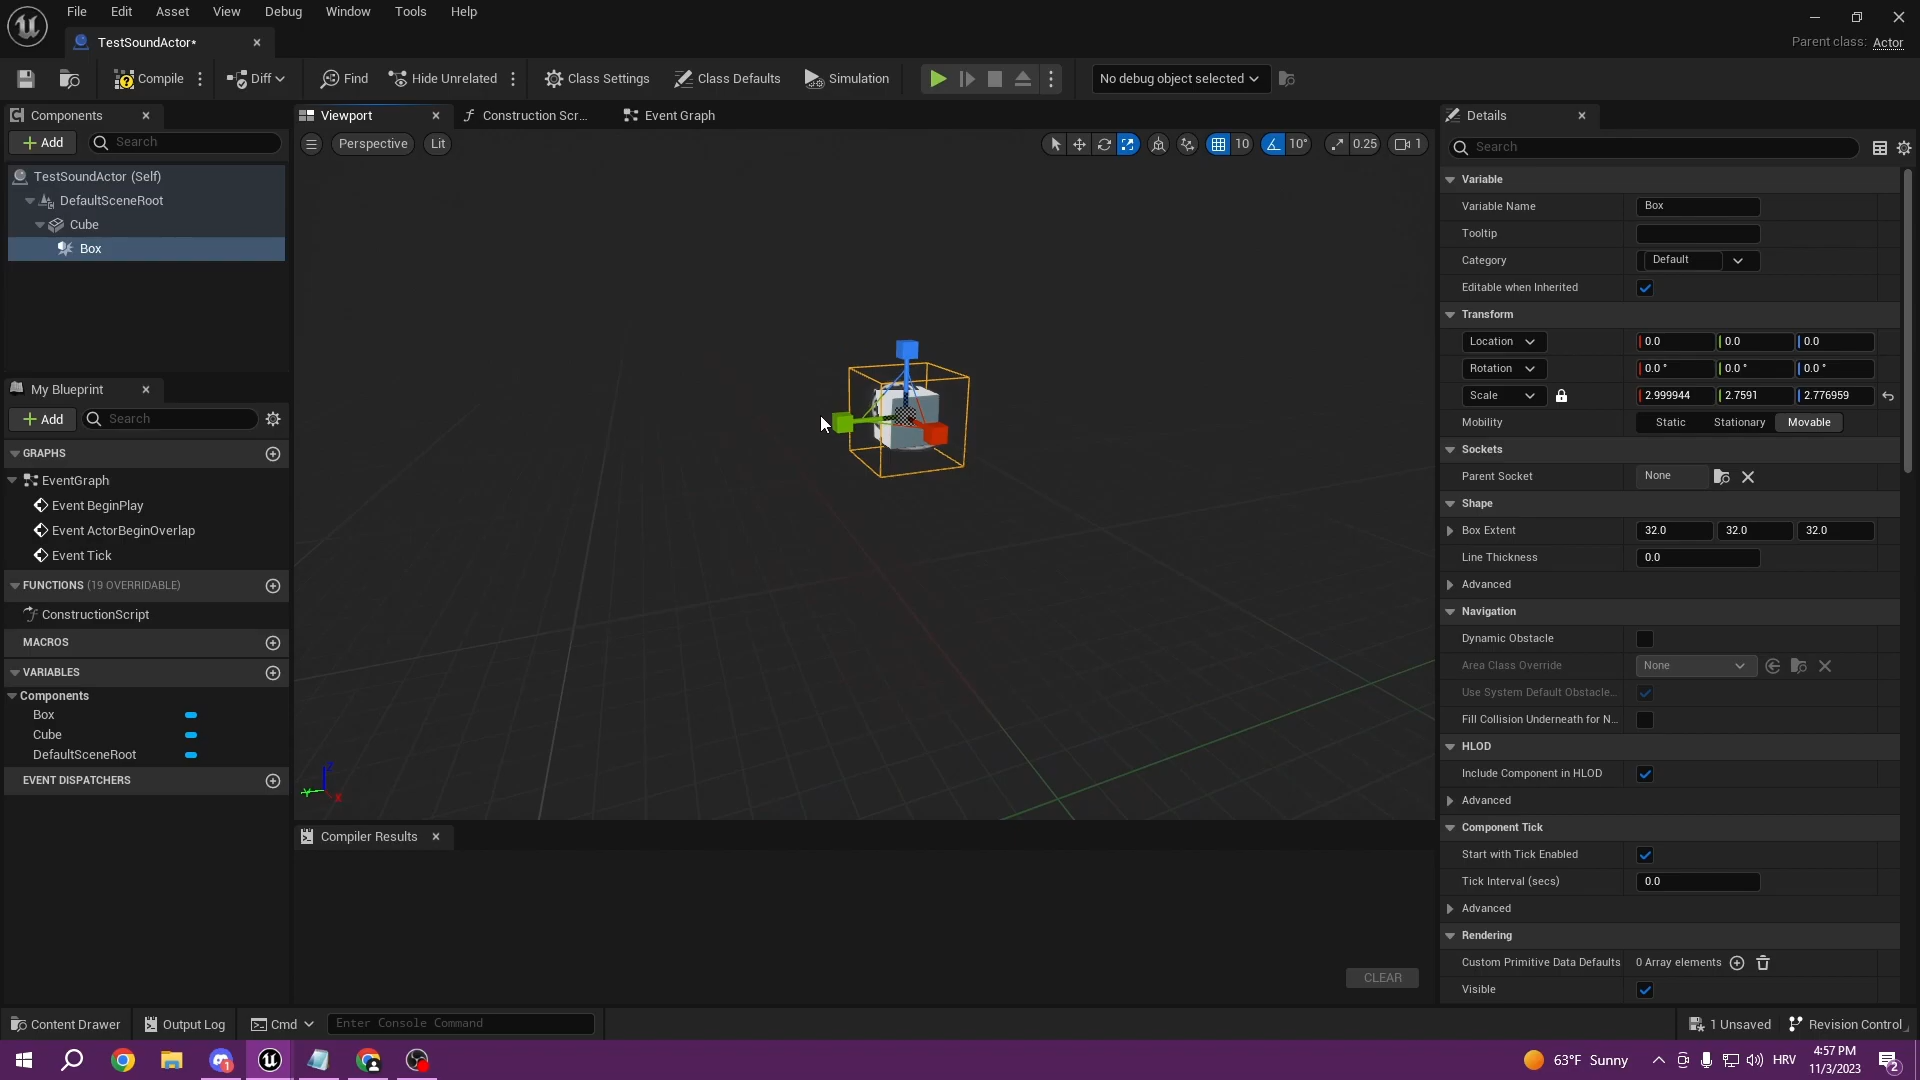 File Edit Asset View Debug Window Tools Help
TestSoundActor*
Parent class: Actor
Compile Diff Find Hide Unrelated Class Settings Class Defaults Simulation No debug object selected
Components
Add Search
TestSoundActor (Self)
DefaultSceneRoot
Cube
Box
My Blueprint
Add Search
GRAPHS
EventGraph
Event BeginPlay
Event ActorBeginOverlap
Event Tick
FUNCTIONS (19 OVERRIDABLE)
ConstructionScript
MACROS
VARIABLES
Components
Box
Cube
DefaultSceneRoot
EVENT DISPATCHERS
Viewport Construction Scr... Event Graph
Perspective Lit 10 10° 0.25 1
Z
Y X
Compiler Results
CLEAR
Details
Search
Variable
Variable Name Box
Tooltip
Category Default
Editable when Inherited
Transform
Location 0.0 0.0 0.0
Rotation 0.0 ° 0.0 ° 0.0 °
Scale 2.999944 2.7591 2.776959
Mobility Static Stationary Movable
Sockets
Parent Socket None
Shape
Box Extent 32.0 32.0 32.0
Line Thickness 0.0
Advanced
Navigation
Dynamic Obstacle
Area Class Override None
Use System Default Obstacle...
Fill Collision Underneath for N...
HLOD
Include Component in HLOD
Advanced
Component Tick
Start with Tick Enabled
Tick Interval (secs) 0.0
Advanced
Rendering
Custom Primitive Data Defaults 0 Array elements
Visible
Content Drawer Output Log Cmd Enter Console Command 1 Unsaved Revision Control
1 63°F Sunny HRV 4:57 PM
11/3/2023 2